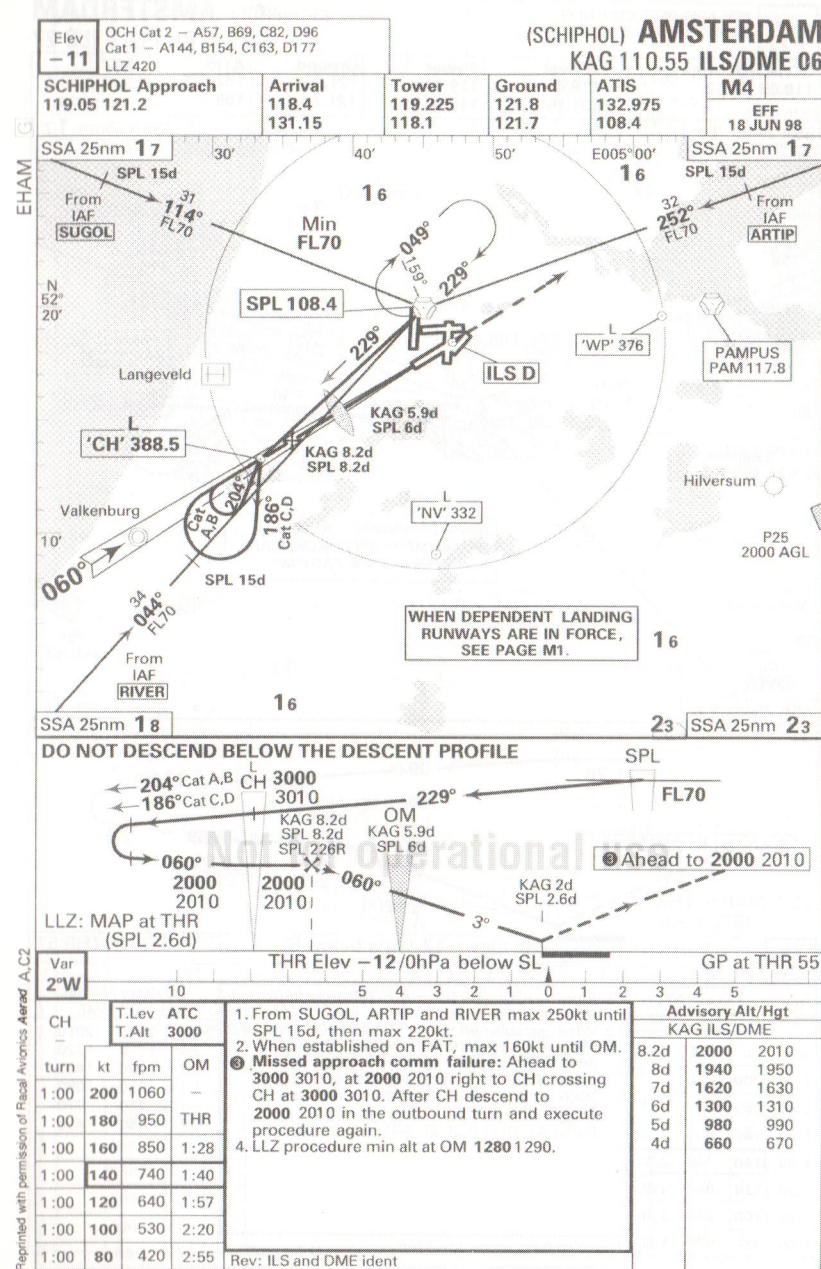 Elev
–11
OCH Cat 2 – A57, B69, C82, D96
Cat 1 – A144, B154, C163, D177
LLZ 420
(SCHIPHOL) AMSTERDAM
KAG 110.55 ILS/DME 06
SCHIPHOL Approach
119.05 121.2
Arrival
118.4
131.15
Tower
119.225
118.1
Ground
121.8
121.7
ATIS
132.975
108.4
M4
EFF
18 JUN 98
G
EHAM
SSA 25nm 17
30'
40'
50'
E005°00'
SSA 25nm 17
SPL 15d
16
SPL 15d
From
IAF
SUGOL
31
114°
FL70
16
Min
FL70
049°
159°
229°
32
252°
FL70
From
IAF
ARTIP
N
52°
20'
SPL 108.4
229°
L
'WP' 376
PAMPUS
PAM 117.8
ILS D
Langeveld
KAG 5.9d
SPL 6d
L
'CH' 388.5
KAG 8.2d
SPL 8.2d
Cat
A,B
204°
186°
Cat C,D
Hilversum
Valkenburg
L
'NV' 332
10'
060°
SPL 15d
P25
2000 AGL
34
044°
FL70
From
IAF
RIVER
WHEN DEPENDENT LANDING
RUNWAYS ARE IN FORCE,
SEE PAGE M1.
16
16
SSA 25nm 18
23
SSA 25nm 23
DO NOT DESCEND BELOW THE DESCENT PROFILE
SPL
204° Cat A,B
186° Cat C,D
L
CH
3000
3010
229°
FL70
KAG 8.2d
SPL 8.2d
SPL 226R
OM
KAG 5.9d
SPL 6d
Not for operational use
060°
2000
2010
2000
2010
060°
3 Ahead to 2000 2010
KAG 2d
SPL 2.6d
3°
LLZ: MAP at THR
(SPL 2.6d)
Var
2°W
THR Elev –12/0hPa below SL
GP at THR 55
10 5 4 3 2 1 0 1 2 3 4 5
CH
–
turn
T.Lev ATC
T.Alt 3000
kt fpm OM
1:00 200 1060 –
1:00 180 950 THR
1:00 160 850 1:28
1:00 140 740 1:40
1:00 120 640 1:57
1:00 100 530 2:20
1:00 80 420 2:55
1. From SUGOL, ARTIP and RIVER max 250kt until
SPL 15d, then max 220kt.
2. When established on FAT, max 160kt until OM.
3 Missed approach comm failure: Ahead to
3000 3010, at 2000 2010 right to CH crossing
CH at 3000 3010. After CH descend to
2000 2010 in the outbound turn and execute
procedure again.
4. LLZ procedure min alt at OM 1280 1290.
Rev: ILS and DME ident
Advisory Alt/Hgt
KAG ILS/DME
8.2d 2000 2010
8d 1940 1950
7d 1620 1630
6d 1300 1310
5d 980 990
4d 660 670
Reprinted with permission of Racal Avionics Aerad A,C2